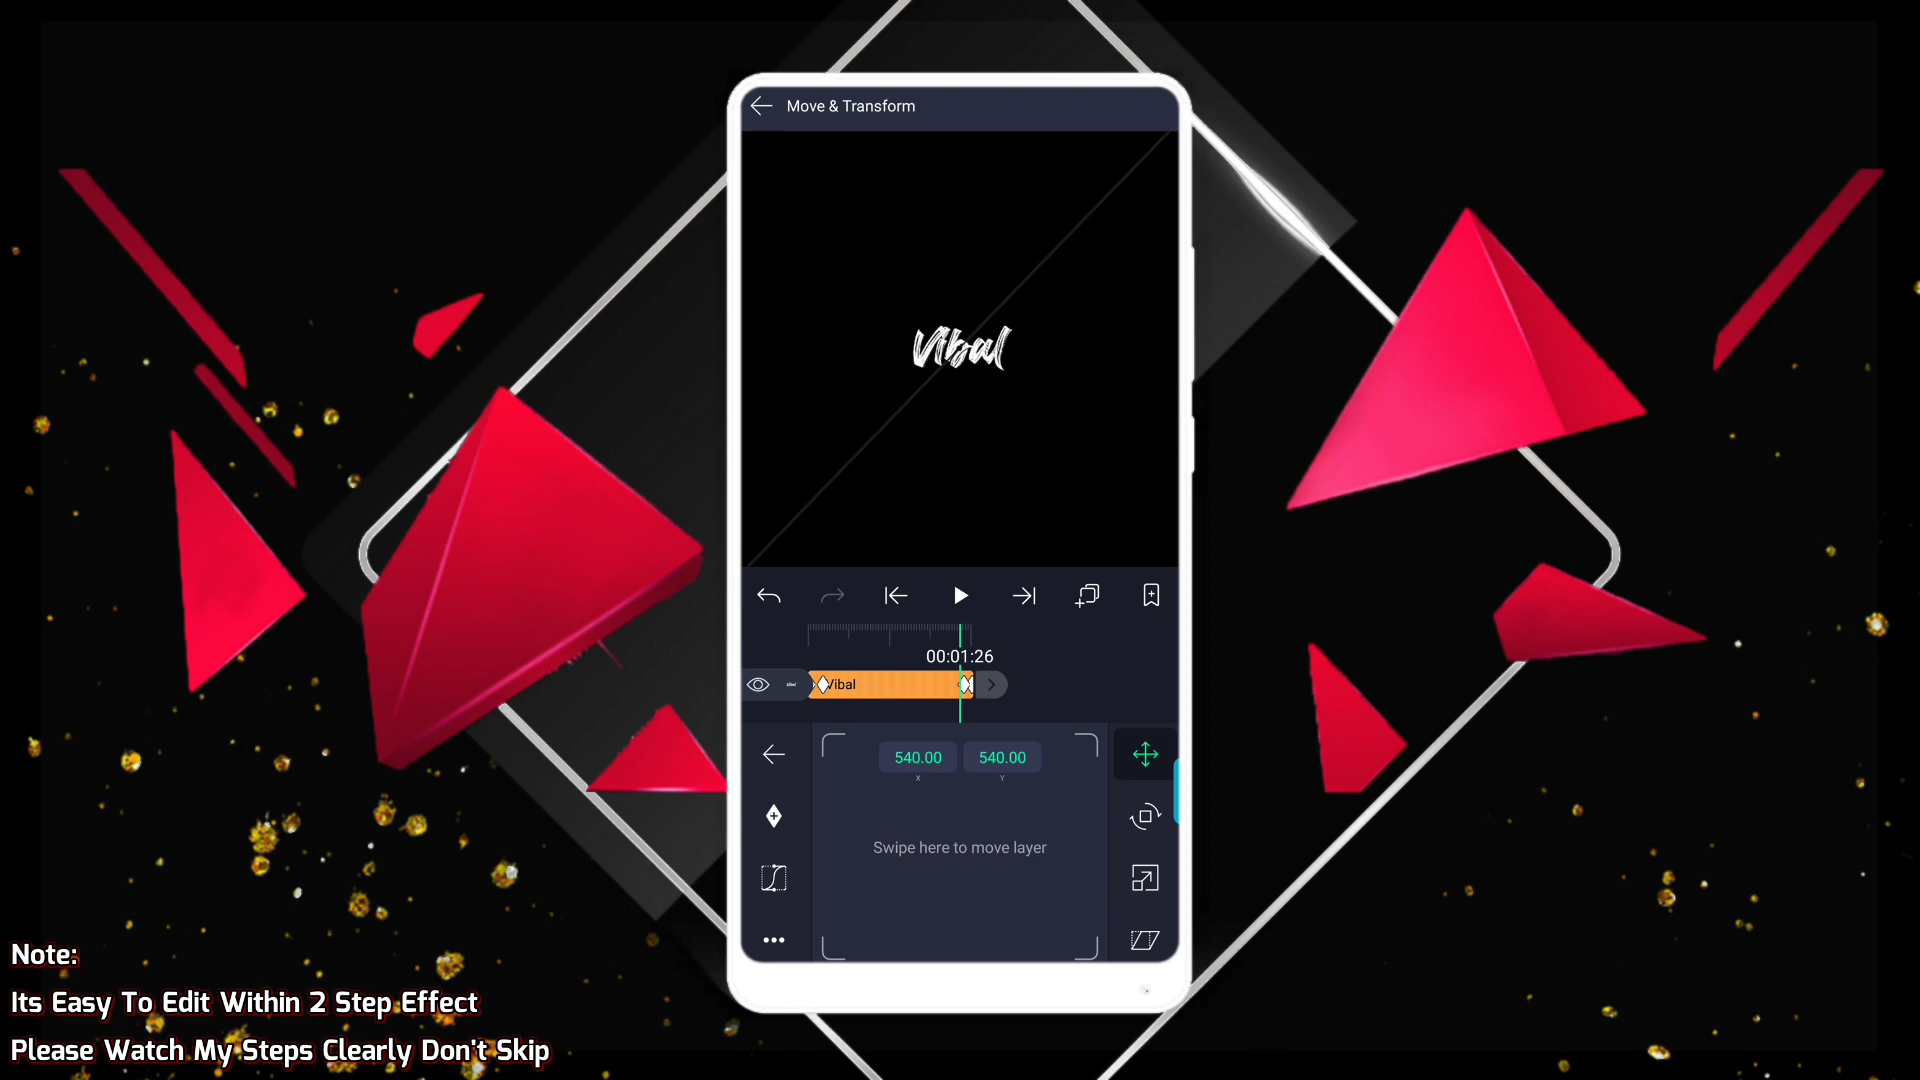 Move & Transform
Vibal
00:01:26
Vibal
540.00 540.00
X Y
Swipe here to move layer
Note:
Its Easy To Edit Within 2 Step Effect
Please Watch My Steps Clearly Don't Skip